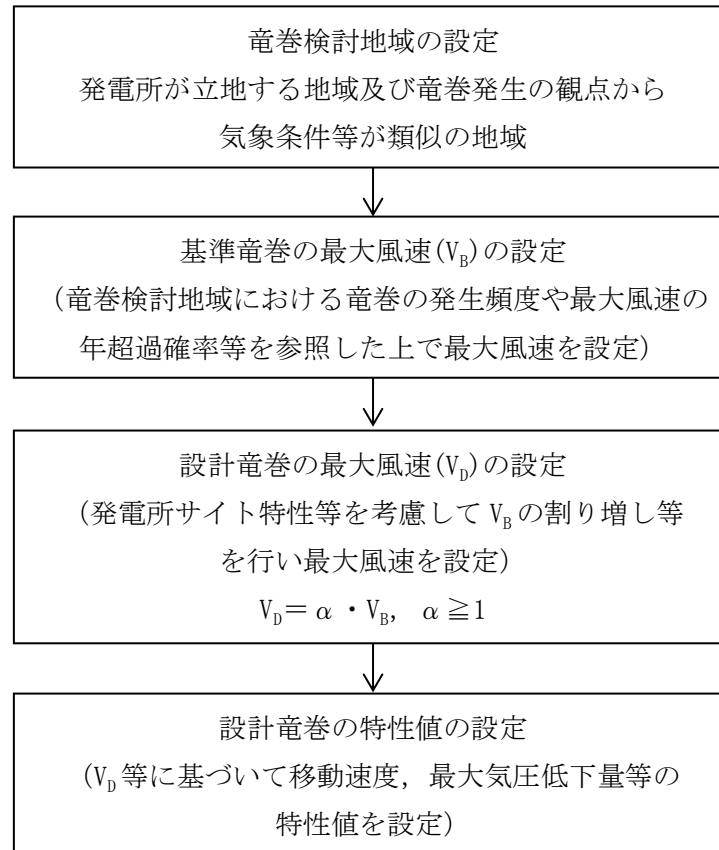 竜巻検討地域の設定
発電所が立地する地域及び竜巻発生の観点から
気象条件等が類似の地域
基準竜巻の最大風速(V_B)の設定
（竜巻検討地域における竜巻の発生頻度や最大風速の
年超過確率等を参照した上で最大風速を設定）
設計竜巻の最大風速(V_D)の設定
（発電所サイト特性等を考慮して V_B の割り増し等
を行い最大風速を設定）
V_D＝α・V_B, α≧1
設計竜巻の特性値の設定
（V_D 等に基づいて移動速度，最大気圧低下量等の
特性値を設定）